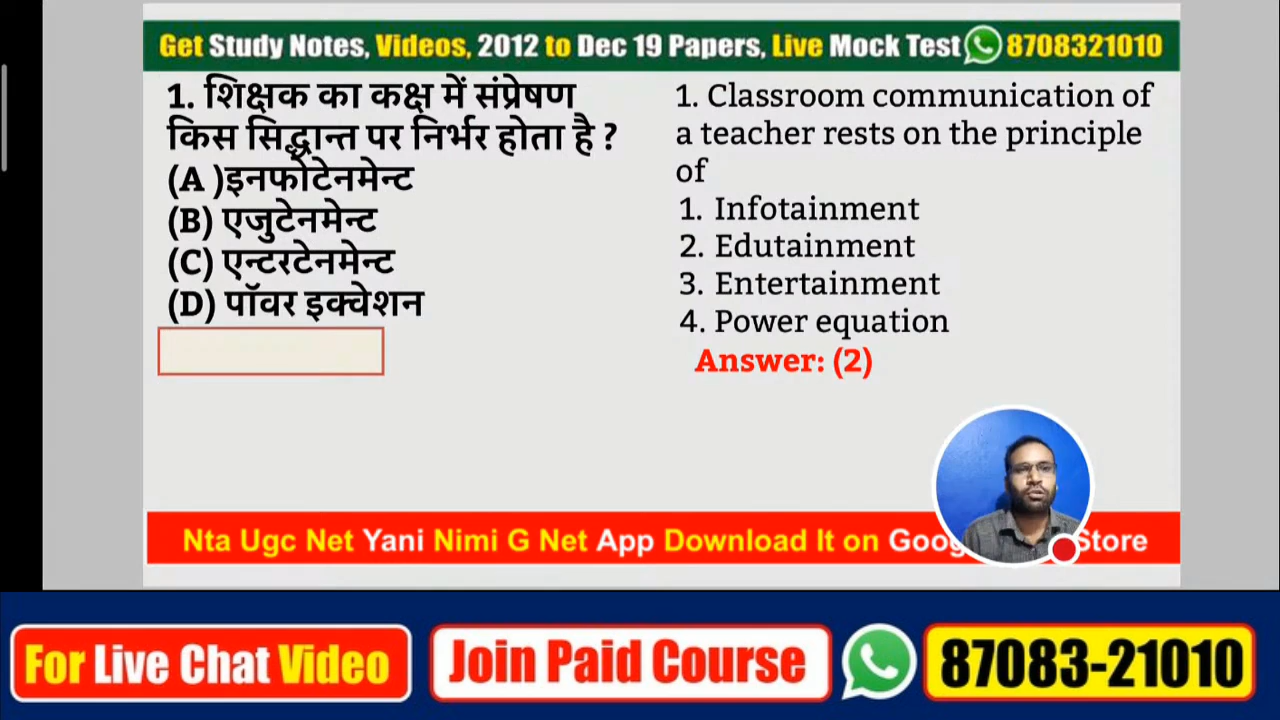 Get Study Notes, Videos, 2012 to Dec 19 Papers, Live Mock Test 8708321010
1. शिक्षक का कक्ष में संप्रेषण
किस सिद्धान्त पर निर्भर होता है ?
(A )इनफोटेनमेन्ट
(B) एजुटेनमेन्ट
(C) एन्टरटेनमेन्ट
(D) पॉवर इक्वेशन
1. Classroom communication of
a teacher rests on the principle
of
1. Infotainment
2. Edutainment
3. Entertainment
4. Power equation
Answer: (2)
Nta Ugc Net Yani Nimi G Net App Download It on Goog Store
For Live Chat Video
Join Paid Course
87083-21010